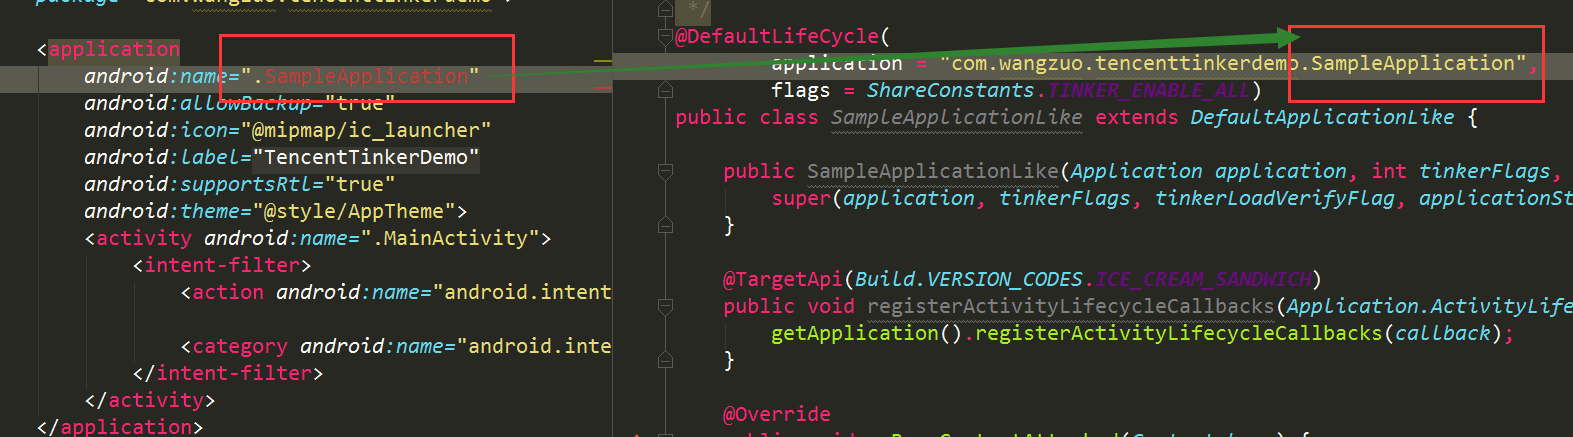 package="com.wangzuo.tencenttinkerdemo">
<application
android:name=".SampleApplication"
android:allowBackup="true"
android:icon="@mipmap/ic_launcher"
android:label="TencentTinkerDemo"
android:supportsRtl="true"
android:theme="@style/AppTheme">
<activity android:name=".MainActivity">
<intent-filter>
<action android:name="android.intent
<category android:name="android.inte
</intent-filter>
</activity>
</application>
*/
@DefaultLifeCycle(
application = "com.wangzuo.tencenttinkerdemo.SampleApplication",
flags = ShareConstants.TINKER_ENABLE_ALL)
public class SampleApplicationLike extends DefaultApplicationLike {
public SampleApplicationLike(Application application, int tinkerFlags,
super(application, tinkerFlags, tinkerLoadVerifyFlag, applicationSt
}
@TargetApi(Build.VERSION_CODES.ICE_CREAM_SANDWICH)
public void registerActivityLifecycleCallbacks(Application.ActivityLife
getApplication().registerActivityLifecycleCallbacks(callback);
}
@Override